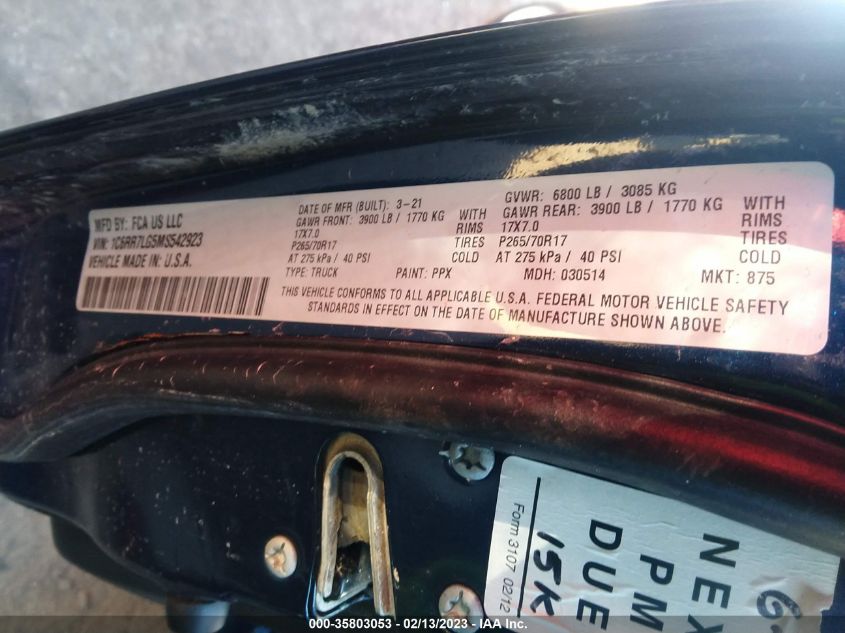 MFD BY: FCA US LLC
VIN: 1C6RR7LG5MS542923
VEHICLE MADE IN: U.S.A.
DATE OF MFR (BUILT): 3-21
GAWR FRONT: 3900 LB / 1770 KG WITH
17X7.0 RIMS
P265/70R17 TIRES
AT 275 kPa / 40 PSI COLD
GVWR: 6800 LB / 3085 KG
GAWR REAR: 3900 LB / 1770 KG WITH
17X7.0 RIMS
P265/70R17 TIRES
AT 275 kPa / 40 PSI COLD
TYPE: TRUCK PAINT: PPX MDH: 030514 MKT: 875
THIS VEHICLE CONFORMS TO ALL APPLICABLE U.S.A. FEDERAL MOTOR VEHICLE SAFETY
STANDARDS IN EFFECT ON THE DATE OF MANUFACTURE SHOWN ABOVE.
NEX
PM
DUE
15K
Form 3107 02/12
000-35803053 - 02/13/2023 - IAA Inc.